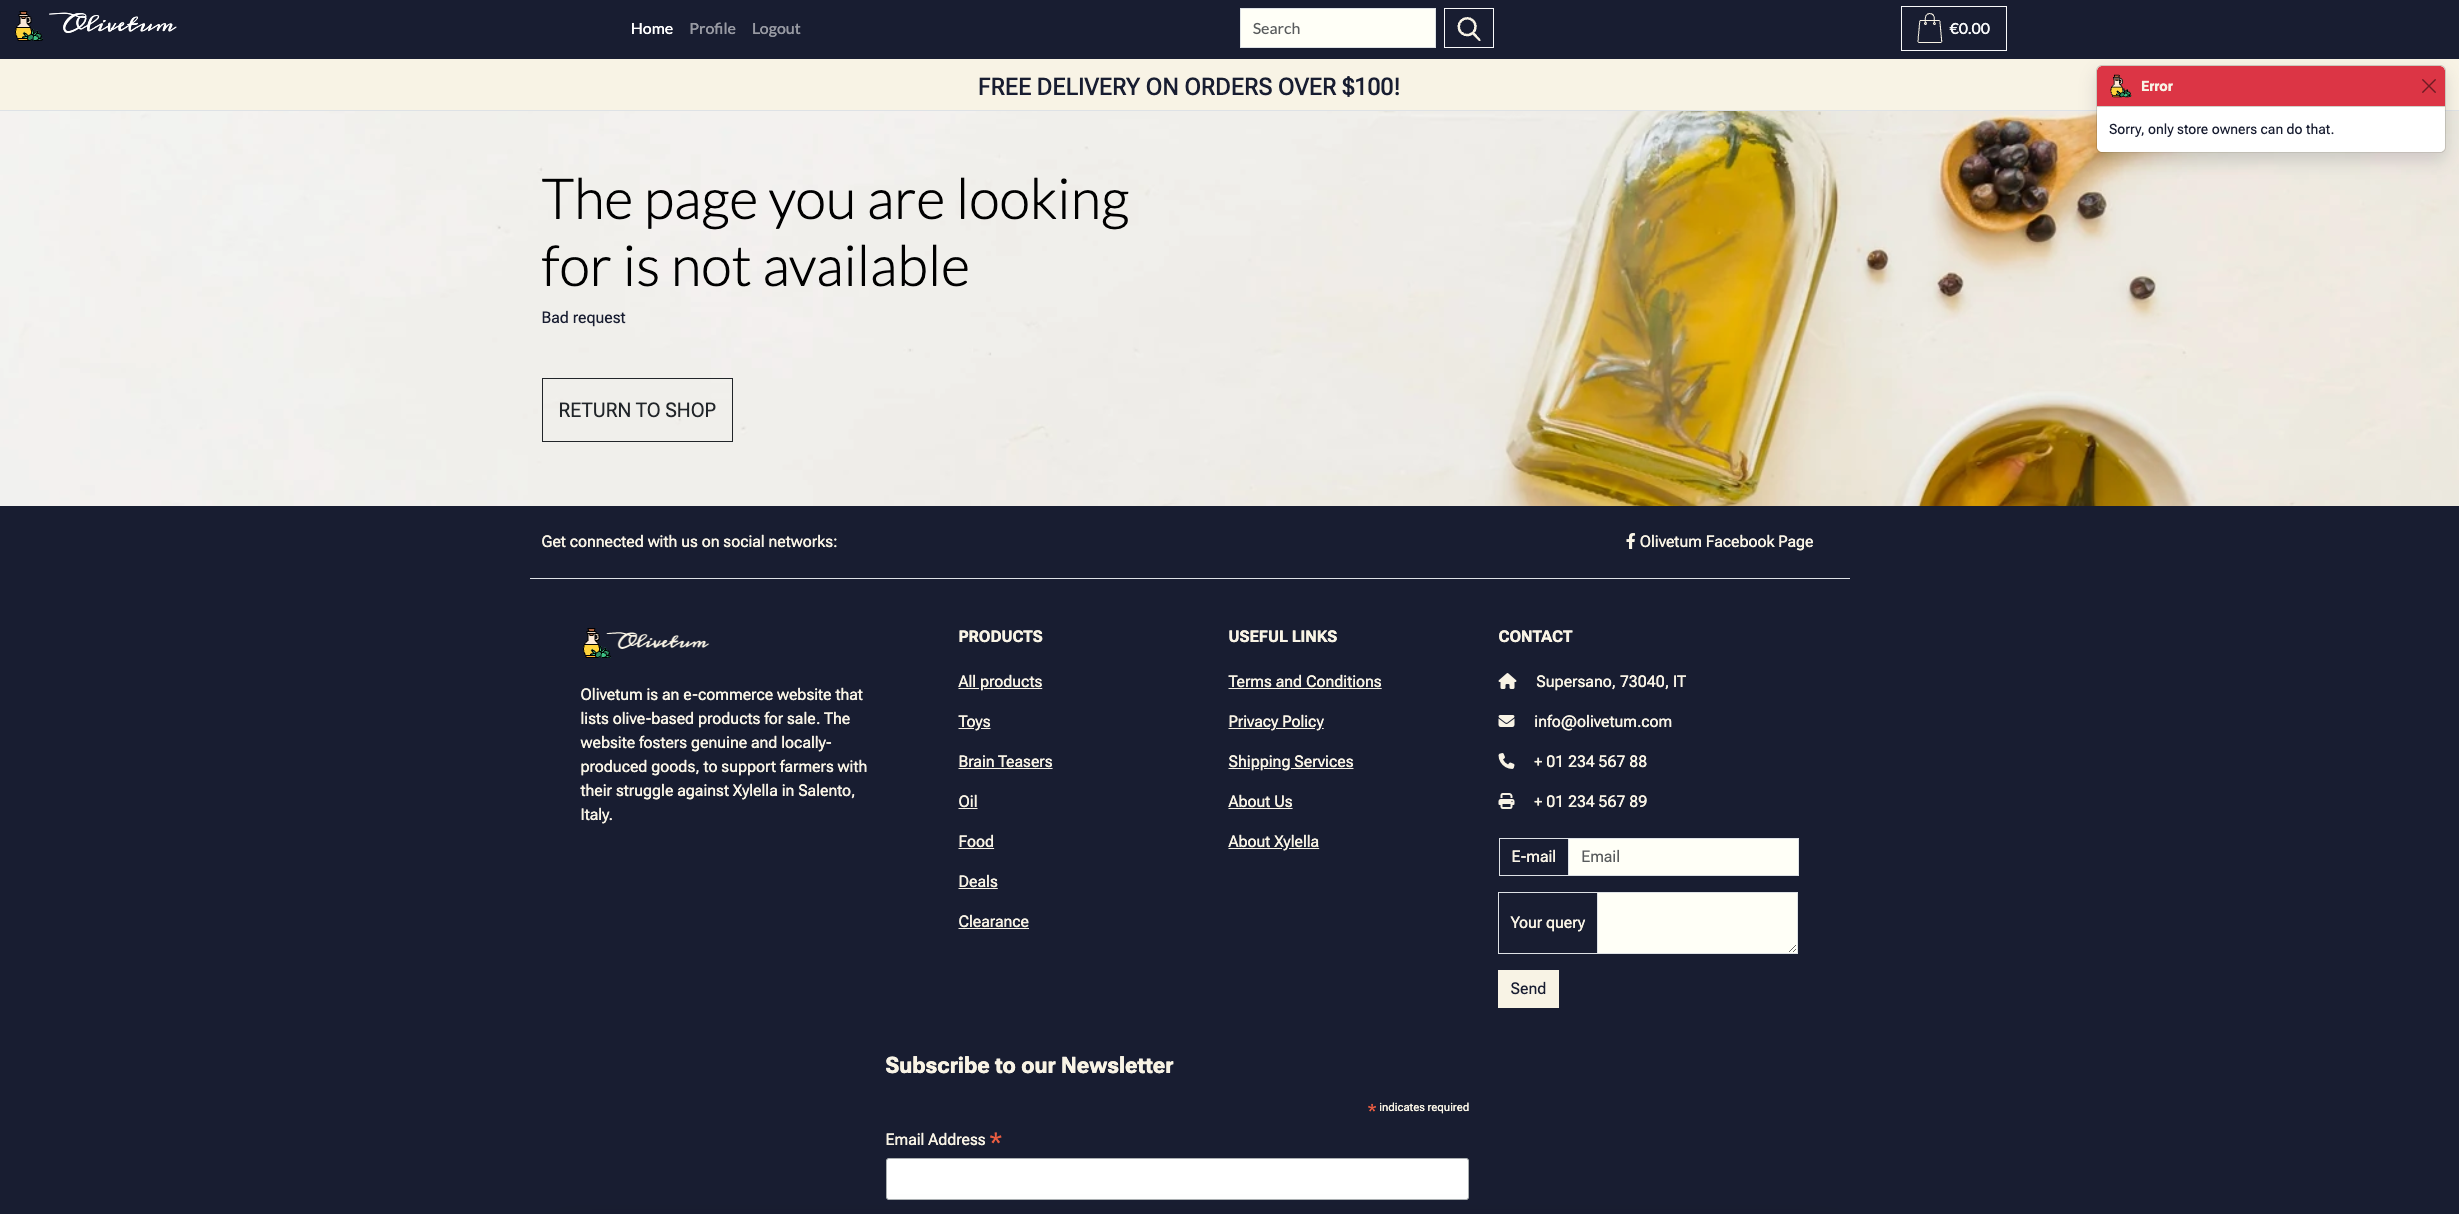 Olivetum
Home Profile Logout
Search
€0.00
FREE DELIVERY ON ORDERS OVER $100!
Error
Sorry, only store owners can do that.
The page you are looking
for is not available
Bad request
RETURN TO SHOP
Get connected with us on social networks:
Olivetum Facebook Page
Olivetum
Olivetum is an e-commerce website that
lists olive-based products for sale. The
website fosters genuine and locally-
produced goods, to support farmers with
their struggle against Xylella in Salento,
Italy.
PRODUCTS
All products
Toys
Brain Teasers
Oil
Food
Deals
Clearance
USEFUL LINKS
Terms and Conditions
Privacy Policy
Shipping Services
About Us
About Xylella
CONTACT
Supersano, 73040, IT
info@olivetum.com
+ 01 234 567 88
+ 01 234 567 89
E-mail Email
Your query
Send
Subscribe to our Newsletter
* indicates required
Email Address *